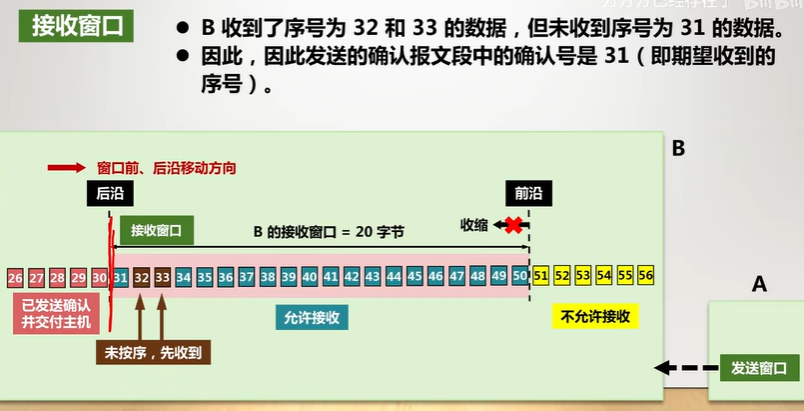 接收窗口
● B 收到了序号为 32 和 33 的数据，但未收到序号为 31 的数据。
● 因此，因此发送的确认报文段中的确认号是 31（即期望收到的
序号）。
B
窗口前、后沿移动方向
后沿
前沿
接收窗口
B 的接收窗口 = 20 字节
收缩
26 27 28 29 30 31 32 33 34 35 36 37 38 39 40 41 42 43 44 45 46 47 48 49 50 51 52 53 54 55 56
已发送确认
并交付主机
允许接收
不允许接收
未按序，先收到
A
发送窗口